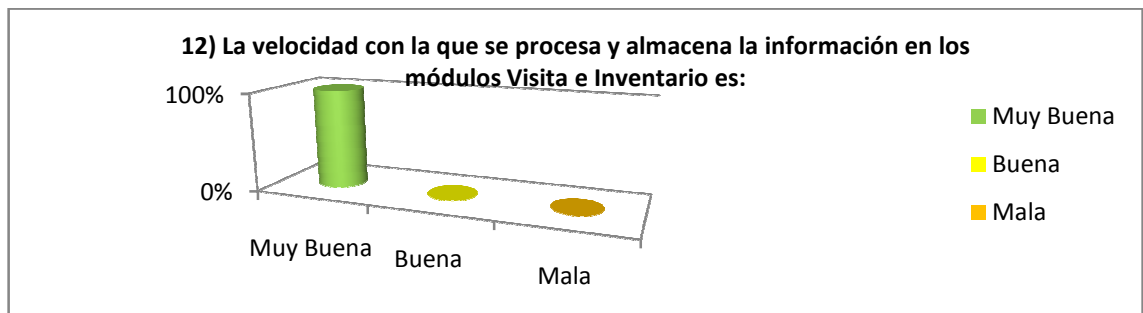 12) La velocidad con la que se procesa y almacena la información en los
módulos Visita e Inventario es:
100%
0%
Muy Buena
Buena
Mala
Muy Buena
Buena
Mala